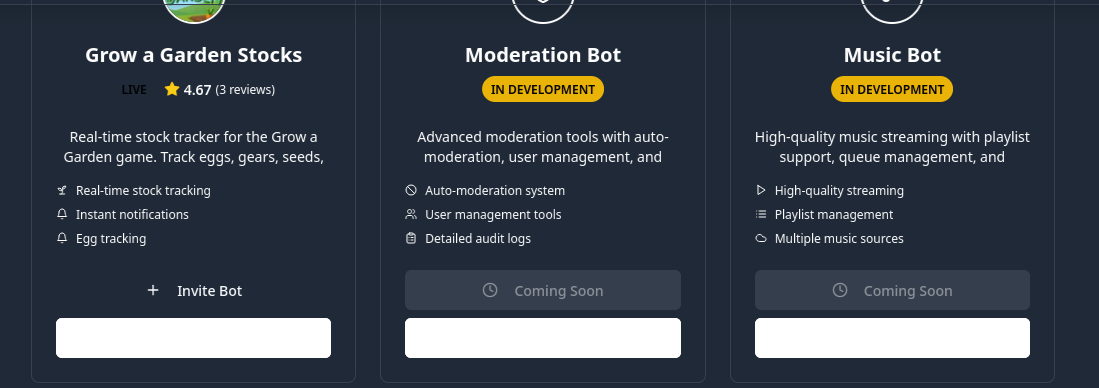 Grow a Garden Stocks
LIVE 4.67 (3 reviews)
Real-time stock tracker for the Grow a
Garden game. Track eggs, gears, seeds,
Real-time stock tracking
Instant notifications
Egg tracking
Invite Bot
Moderation Bot
IN DEVELOPMENT
Advanced moderation tools with auto-
moderation, user management, and
Auto-moderation system
User management tools
Detailed audit logs
Coming Soon
Music Bot
IN DEVELOPMENT
High-quality music streaming with playlist
support, queue management, and
High-quality streaming
Playlist management
Multiple music sources
Coming Soon